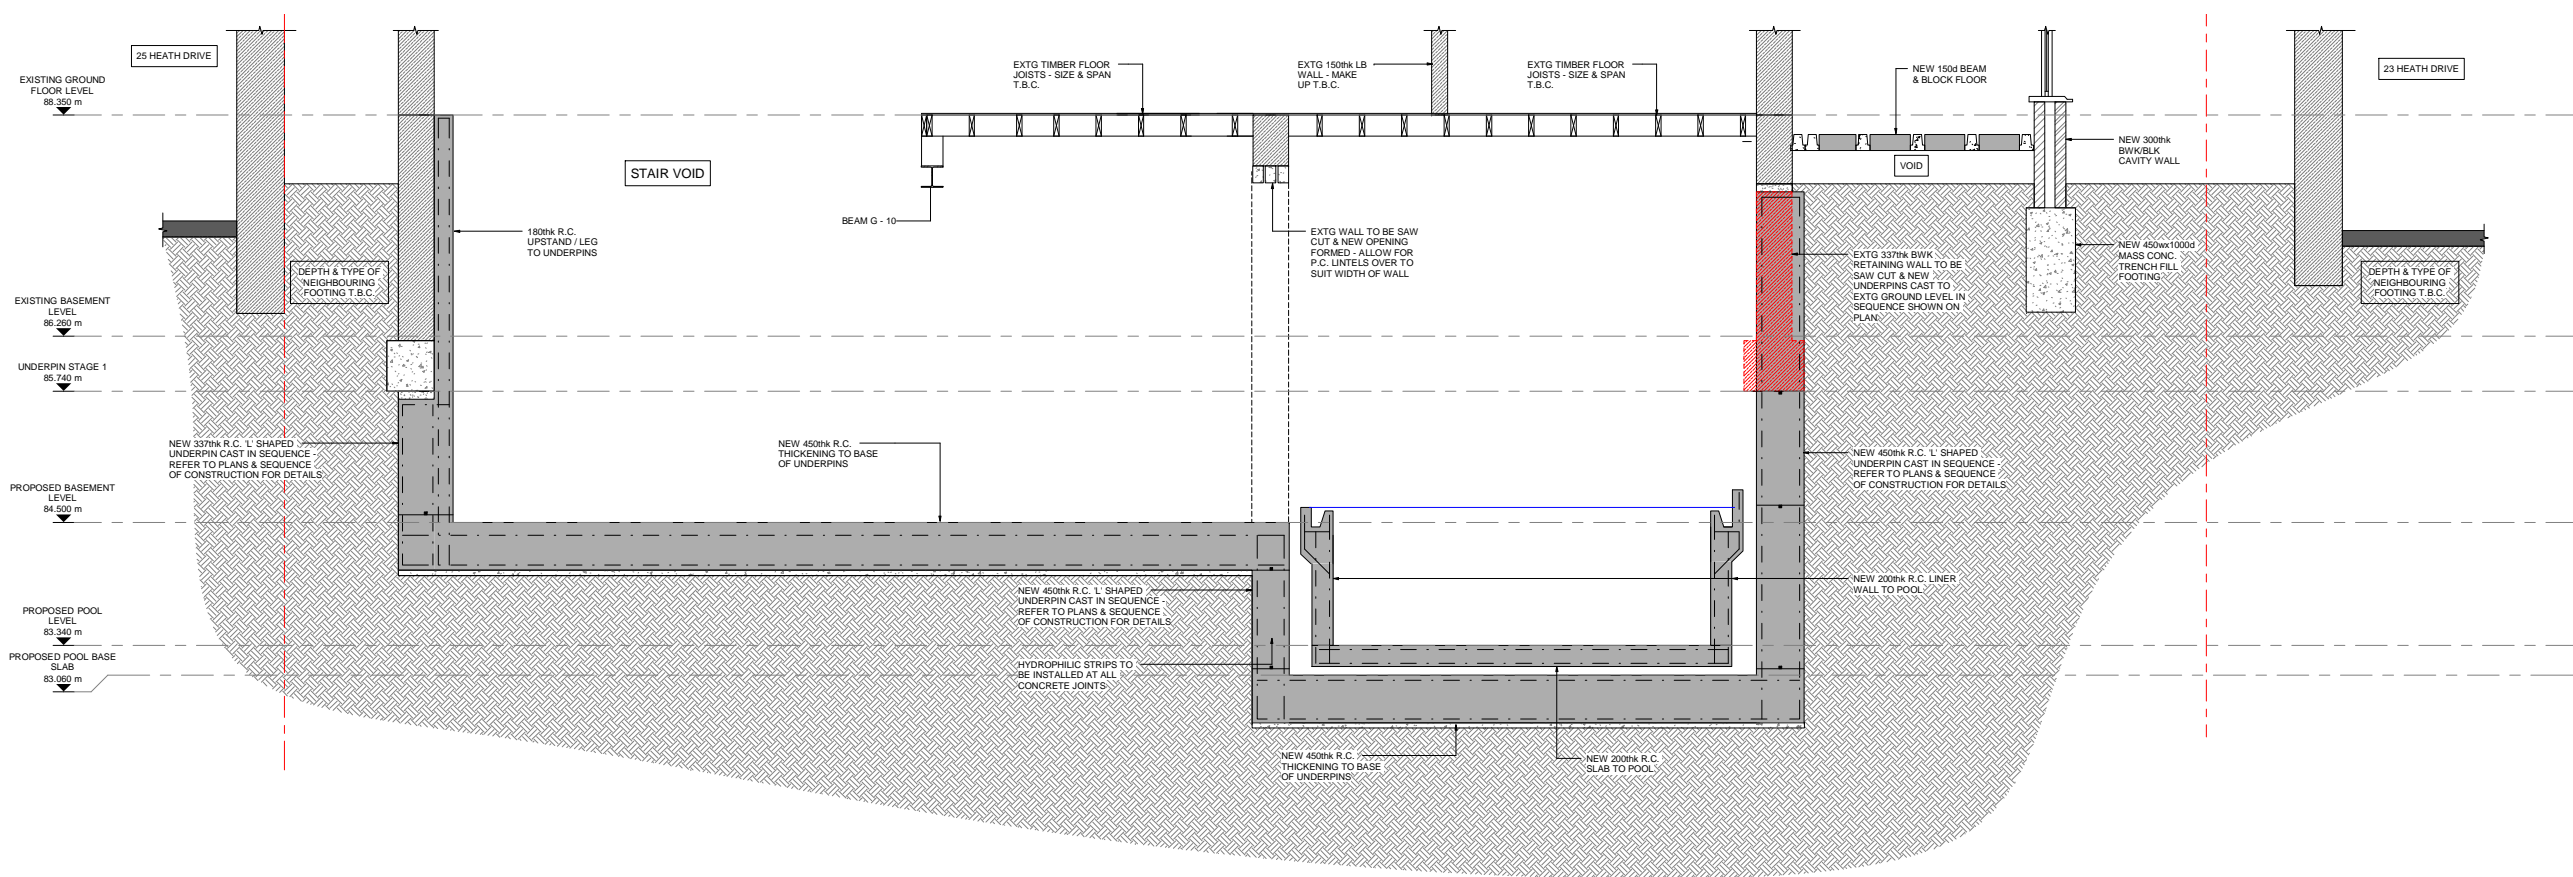 25 HEATH DRIVE
EXISTING GROUND
FLOOR LEVEL
88.350 m
EXTG TIMBER FLOOR
JOISTS - SIZE & SPAN
T.B.C.
EXTG 150thk LB
WALL - MAKE
UP T.B.C.
EXTG TIMBER FLOOR
JOISTS - SIZE & SPAN
T.B.C.
NEW 150d BEAM
& BLOCK FLOOR
23 HEATH DRIVE
NEW 300thk
BWK/BLK
CAVITY WALL
VOID
STAIR VOID
BEAM G - 10
180thk R.C.
UPSTAND / LEG
TO UNDERPINS
EXTG WALL TO BE SAW
CUT & NEW OPENING
FORMED - ALLOW FOR
P.C. LINTELS OVER TO
SUIT WIDTH OF WALL
EXTG 337thk BWK
RETAINING WALL TO BE
SAW CUT & NEW
UNDERPINS CAST TO
EXTG GROUND LEVEL IN
SEQUENCE SHOWN ON
PLAN
NEW 450wx1000d
MASS CONC.
TRENCH FILL
FOOTING
DEPTH & TYPE OF
NEIGHBOURING
FOOTING T.B.C.
DEPTH & TYPE OF
NEIGHBOURING
FOOTING T.B.C.
EXISTING BASEMENT
LEVEL
86.260 m
UNDERPIN STAGE 1
85.740 m
NEW 337thk R.C. 'L' SHAPED
UNDERPIN CAST IN SEQUENCE -
REFER TO PLANS & SEQUENCE
OF CONSTRUCTION FOR DETAILS
NEW 450thk R.C.
THICKENING TO BASE
OF UNDERPINS
NEW 450thk R.C. 'L' SHAPED
UNDERPIN CAST IN SEQUENCE -
REFER TO PLANS & SEQUENCE
OF CONSTRUCTION FOR DETAILS
PROPOSED BASEMENT
LEVEL
84.500 m
NEW 450thk R.C. 'L' SHAPED
UNDERPIN CAST IN SEQUENCE -
REFER TO PLANS & SEQUENCE
OF CONSTRUCTION FOR DETAILS
NEW 200thk R.C. LINER
WALL TO POOL
PROPOSED POOL
LEVEL
83.340 m
PROPOSED POOL BASE
SLAB
83.060 m
HYDROPHILIC STRIPS TO
BE INSTALLED AT ALL
CONCRETE JOINTS
NEW 450thk R.C.
THICKENING TO BASE
OF UNDERPINS
NEW 200thk R.C.
SLAB TO POOL